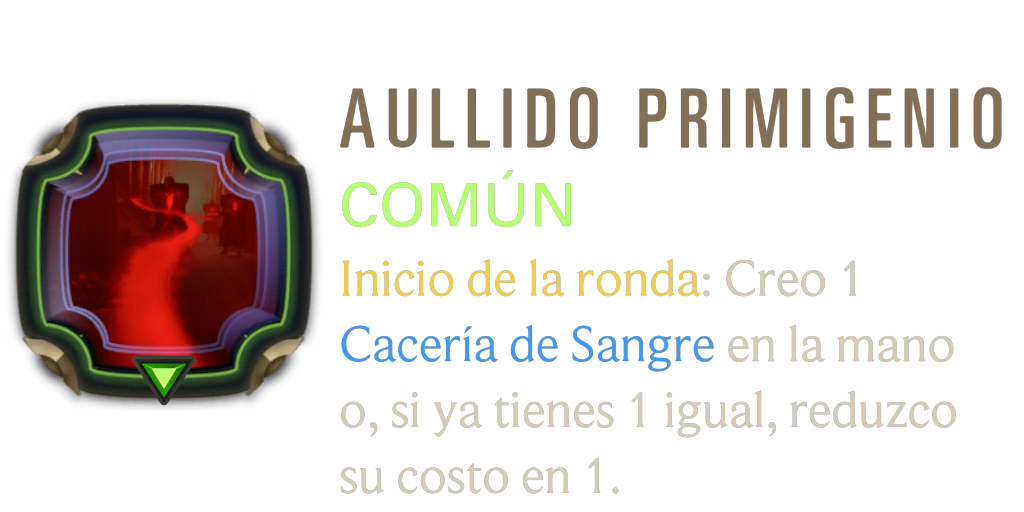 AULLIDO PRIMIGENIO
COMÚN
Inicio de la ronda: Creo 1
Cacería de Sangre en la mano
o, si ya tienes 1 igual, reduzco
su costo en 1.